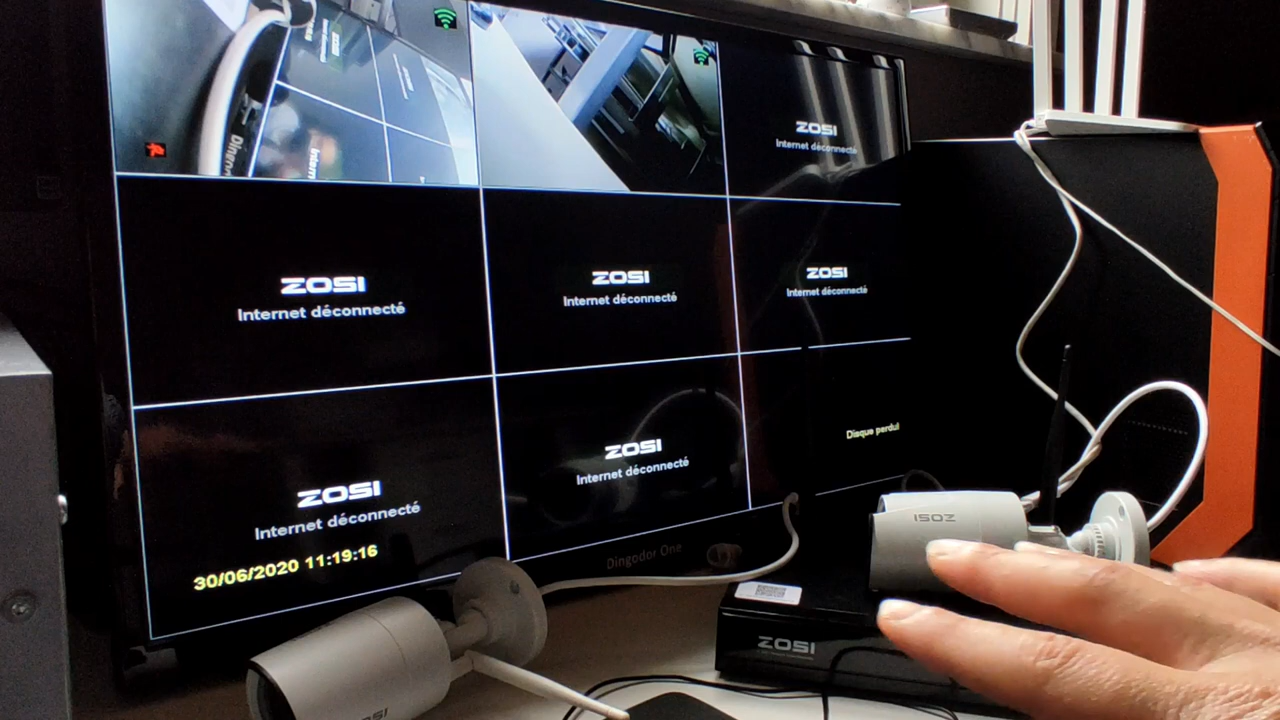 ZOSI
Internet déconnecté
ZOSI
Internet déconnecté
ZOSI
Internet déconnecté
ZOSI
Internet déconnecté
ZOSI
Internet déconnecté
ZOSI
Internet déconnecté
Disque perdu!
30/06/2020 11:19:16
Dingodor One
ZOSI
ZOSI